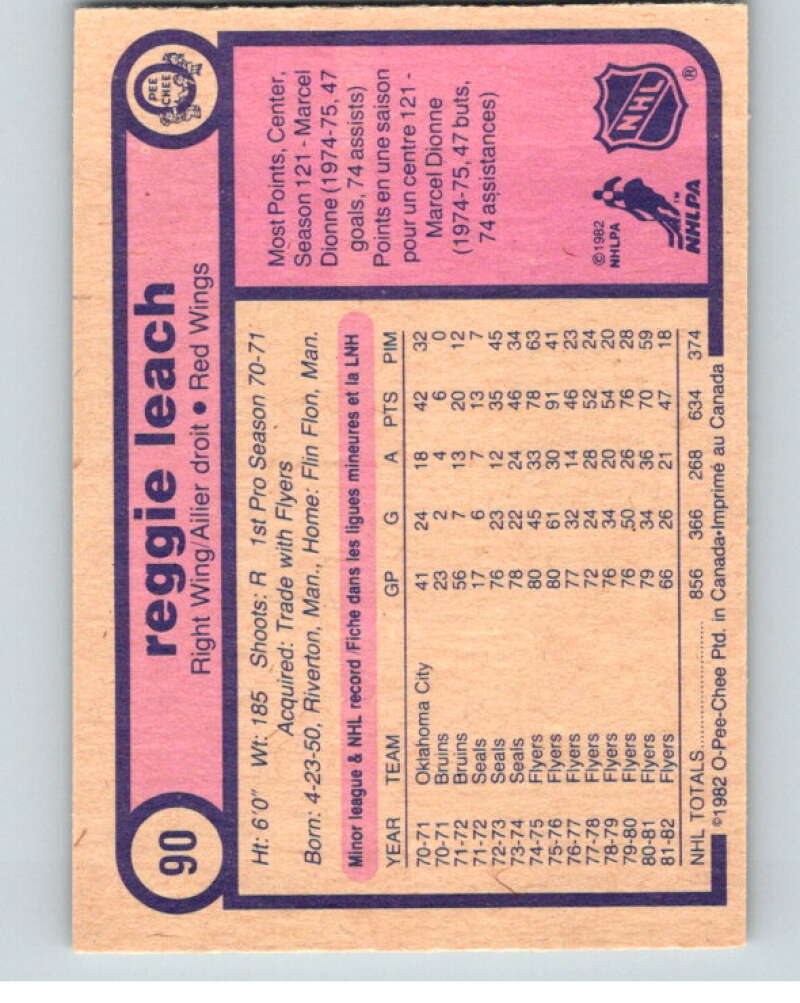 90
reggie leach
Right Wing/Ailier droit • Red Wings
O
PEE
CHEE
Ht: 6'0" Wt: 185 Shoots: R 1st Pro Season 70-71
Acquired: Trade with Flyers
Born: 4-23-50, Riverton, Man., Home: Flin Flon, Man.
Minor league & NHL record/Fiche dans les ligues mineures et la LNH
YEAR TEAM GP G A PTS PIM
70-71 Oklahoma City 41 24 18 42 32
70-71 Bruins 23 2 4 6 0
71-72 Bruins 56 7 13 20 12
71-72 Seals 17 6 7 13 7
72-73 Seals 76 23 12 35 45
73-74 Seals 78 22 24 46 34
74-75 Flyers 80 45 33 78 63
75-76 Flyers 80 61 30 91 41
76-77 Flyers 77 32 14 46 23
77-78 Flyers 72 24 28 52 24
78-79 Flyers 76 34 20 54 20
79-80 Flyers 76 50 26 76 28
80-81 Flyers 79 34 36 70 59
81-82 Flyers 66 26 21 47 18
NHL TOTALS.................... 856 366 268 634 374
©1982 O-Pee-Chee Ptd. in Canada•Imprimé au Canada
Most Points, Center,
Season 121 - Marcel
Dionne (1974-75, 47
goals, 74 assists)
Points en une saison
pour un centre 121 -
Marcel Dionne
(1974-75, 47 buts,
74 assistances)
©1982
NHLPA
NHL ®
™
NHLPA